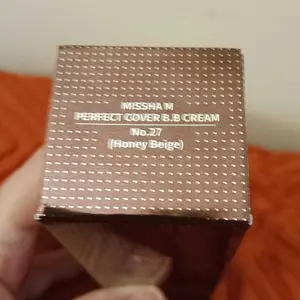 MISSHA M
PERFECT COVER B.B CREAM
No.27
(Honey Beige)